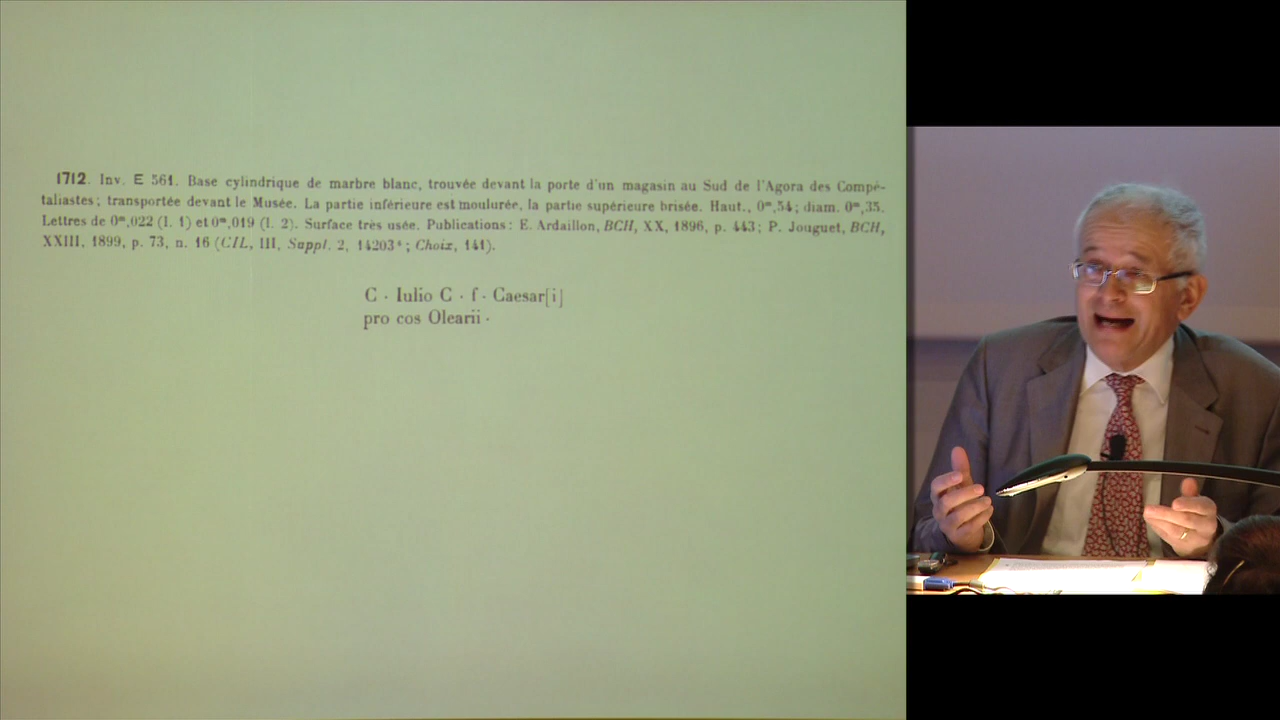 1712. Inv. E 561. Base cylindrique de marbre blanc, trouvée devant la porte d'un magasin au Sud de l'Agora des Compé-
taliastes; transportée devant le Musée. La partie inférieure est moulurée, la partie supérieure brisée. Haut., 0ᵐ,54; diam. 0ᵐ,35.
Lettres de 0ᵐ,022 (l. 1) et 0ᵐ,019 (l. 2). Surface très usée. Publications: E. Ardaillon, BCH, XX, 1896, p. 443; P. Jouguet, BCH,
XXIII, 1899, p. 73, n. 16 (CIL, III, Suppl. 2, 14203⁴; Choix, 141).
C · Iulio C · f · Caesar[i]
pro cos Olearii ·